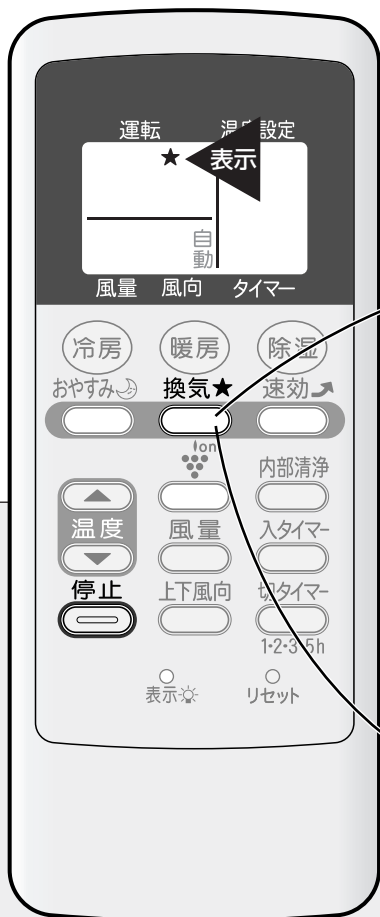 運転 温度設定
★ 表示
自動
風量 風向 タイマー
冷房 暖房 除湿
おやすみ 換気★ 速効
ion
内部清浄
温度 風量 入タイマー
停止 上下風向 切タイマー
1・2・3・5h
表示 リセット